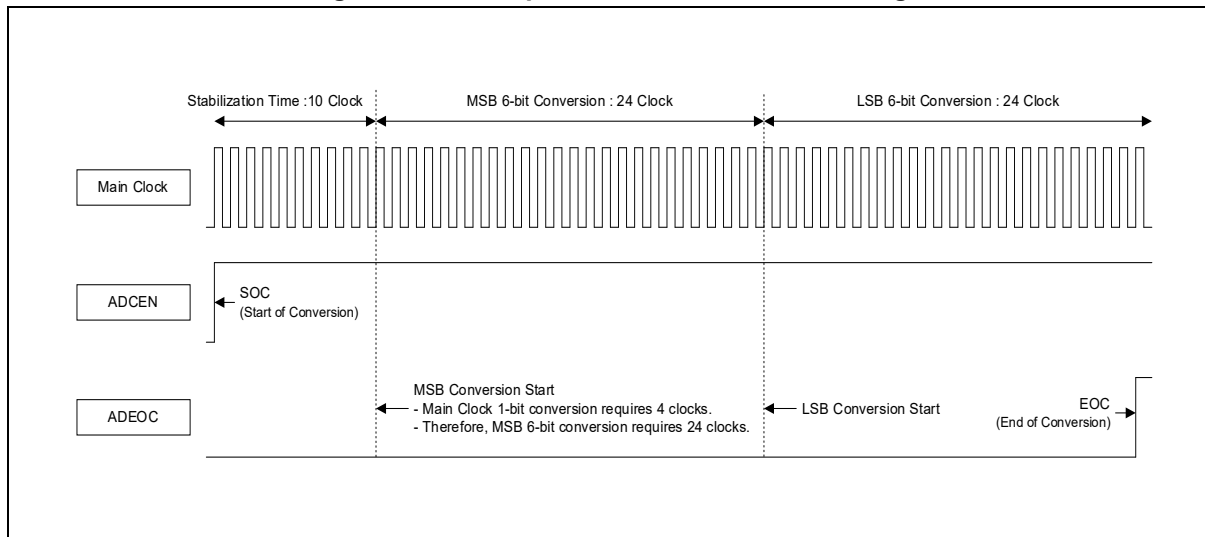 Stabilization Time :10 Clock
MSB 6-bit Conversion : 24 Clock
LSB 6-bit Conversion : 24 Clock
Main Clock
ADCEN
SOC
(Start of Conversion)
ADEOC
MSB Conversion Start
- Main Clock 1-bit conversion requires 4 clocks.
- Therefore, MSB 6-bit conversion requires 24 clocks.
LSB Conversion Start
EOC
(End of Conversion)